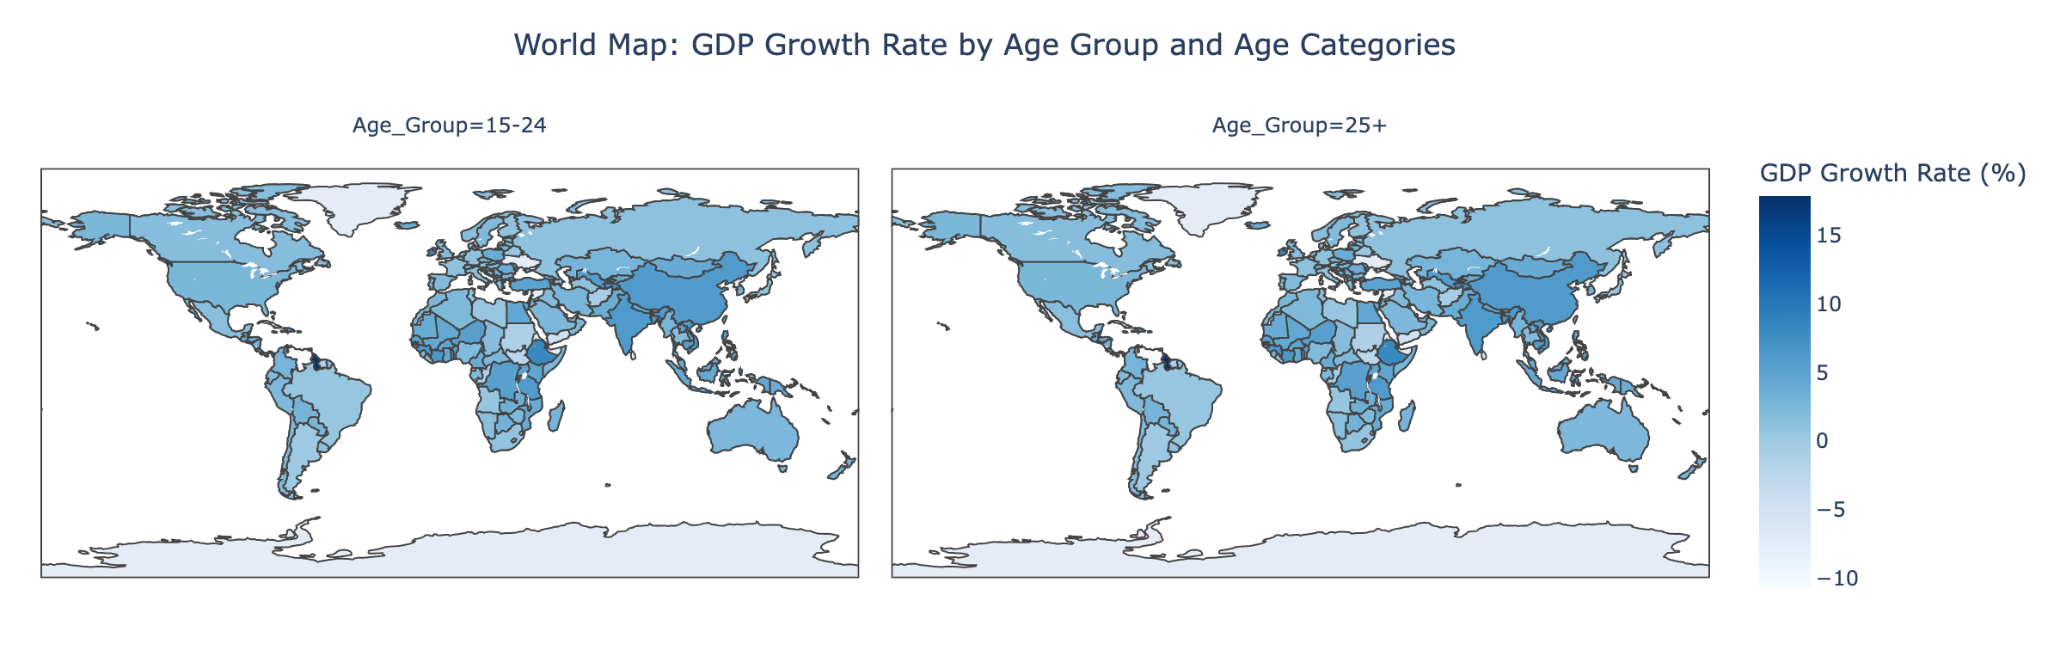 World Map: GDP Growth Rate by Age Group and Age Categories
Age_Group=15-24
Age_Group=25+
GDP Growth Rate (%)
15
10
5
0
−5
−10